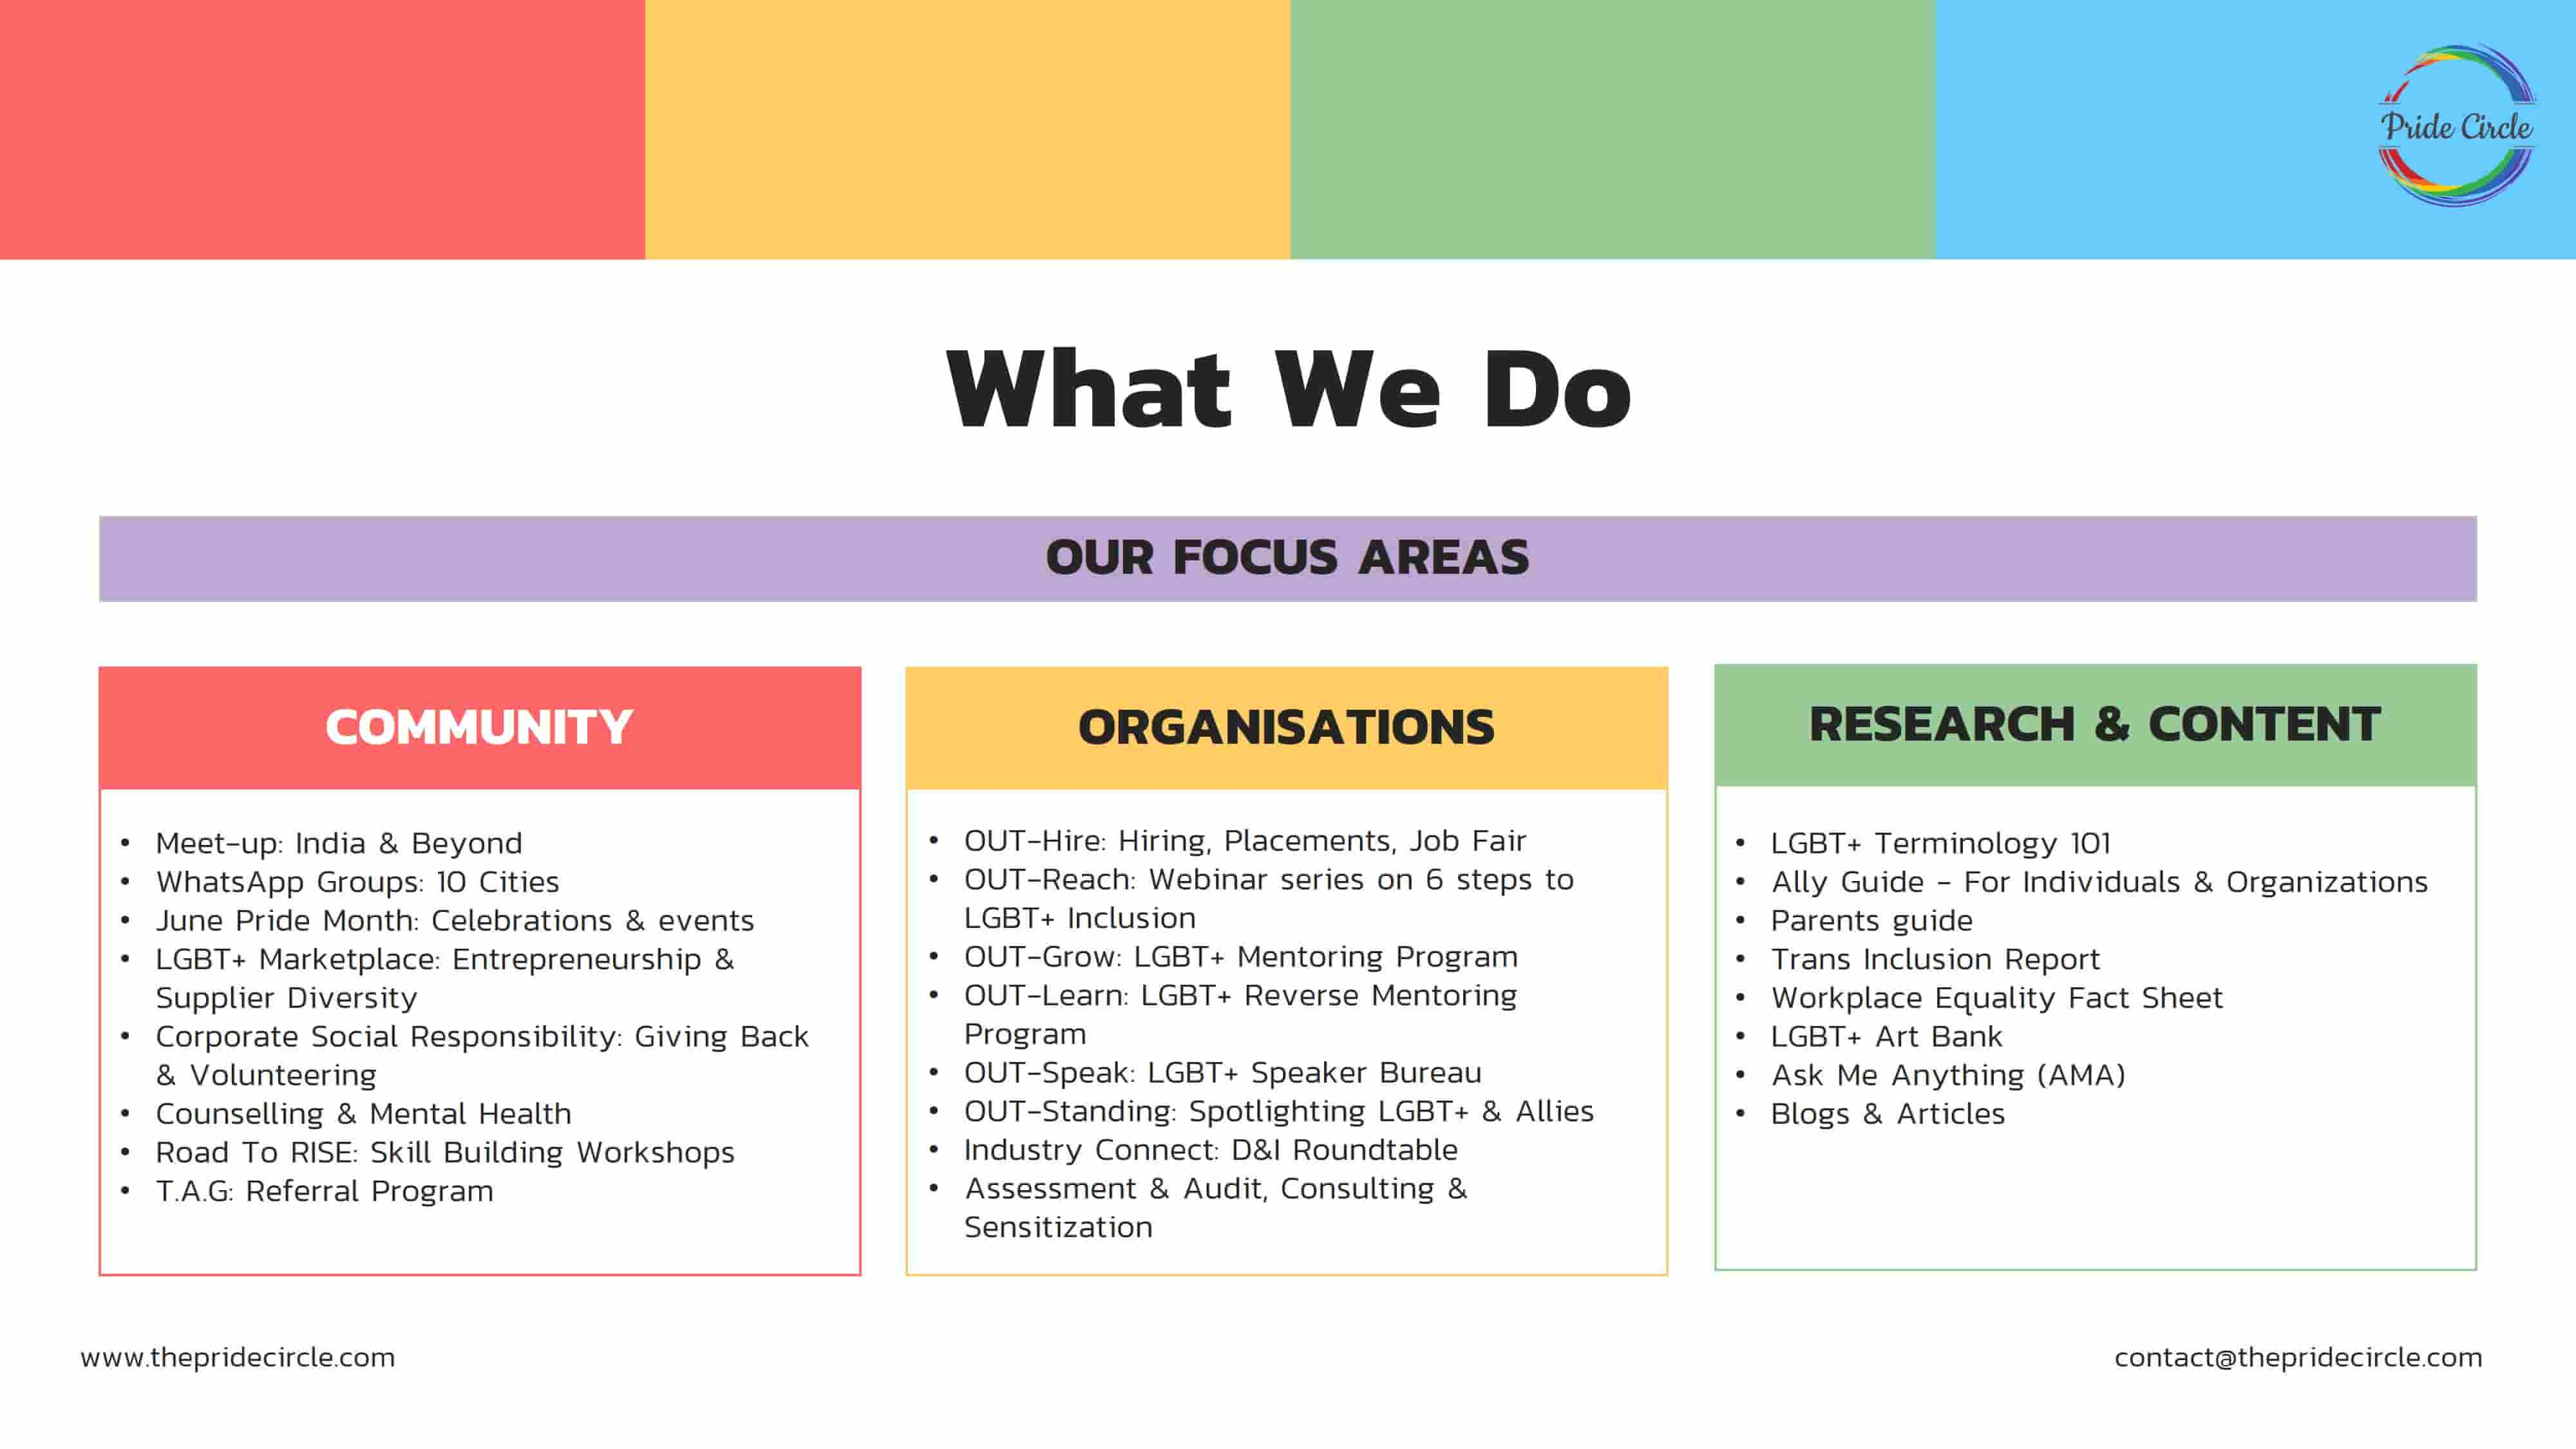 Pride Circle
What We Do
OUR FOCUS AREAS
COMMUNITY
• Meet-up: India & Beyond
• WhatsApp Groups: 10 Cities
• June Pride Month: Celebrations & events
• LGBT+ Marketplace: Entrepreneurship &
Supplier Diversity
• Corporate Social Responsibility: Giving Back
& Volunteering
• Counselling & Mental Health
• Road To RISE: Skill Building Workshops
• T.A.G: Referral Program
ORGANISATIONS
• OUT-Hire: Hiring, Placements, Job Fair
• OUT-Reach: Webinar series on 6 steps to
LGBT+ Inclusion
• OUT-Grow: LGBT+ Mentoring Program
• OUT-Learn: LGBT+ Reverse Mentoring
Program
• OUT-Speak: LGBT+ Speaker Bureau
• OUT-Standing: Spotlighting LGBT+ & Allies
• Industry Connect: D&I Roundtable
• Assessment & Audit, Consulting &
Sensitization
RESEARCH & CONTENT
• LGBT+ Terminology 101
• Ally Guide - For Individuals & Organizations
• Parents guide
• Trans Inclusion Report
• Workplace Equality Fact Sheet
• LGBT+ Art Bank
• Ask Me Anything (AMA)
• Blogs & Articles
www.thepridecircle.com
contact@thepridecircle.com